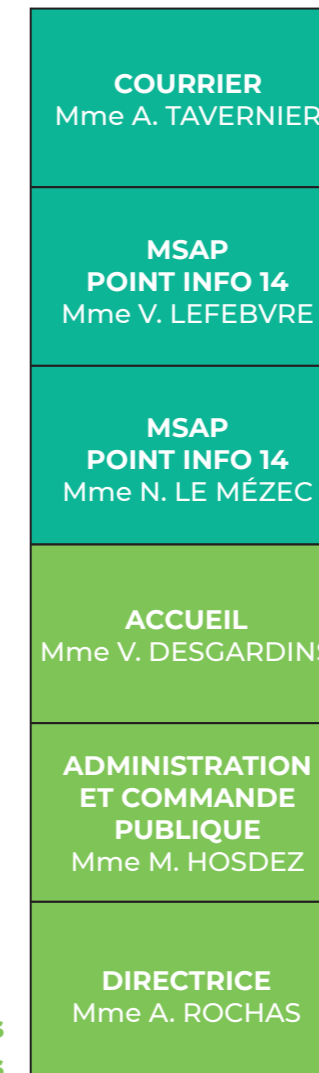 COURRIER
Mme A. TAVERNIER
MSAP
POINT INFO 14
Mme V. LEFEBVRE
MSAP
POINT INFO 14
Mme N. LE MÉZEC
ACCUEIL
Mme V. DESGARDINS
ADMINISTRATION
ET COMMANDE
PUBLIQUE
Mme M. HOSDEZ
DIRECTRICE
Mme A. ROCHAS